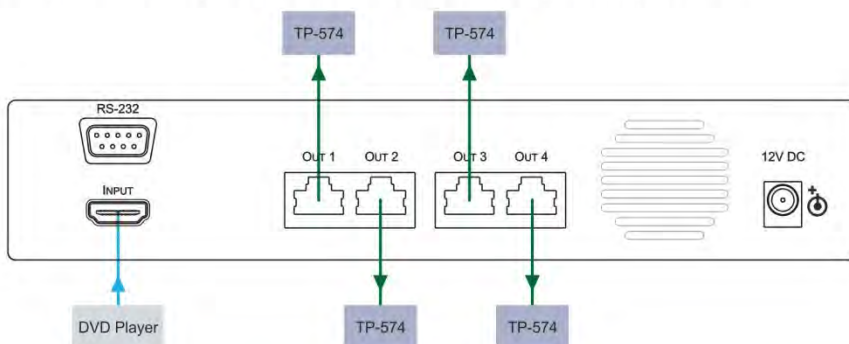 TP-574 TP-574
RS-232
OUT 1 OUT 2 OUT 3 OUT 4 12V DC
INPUT
+
DVD Player TP-574 TP-574